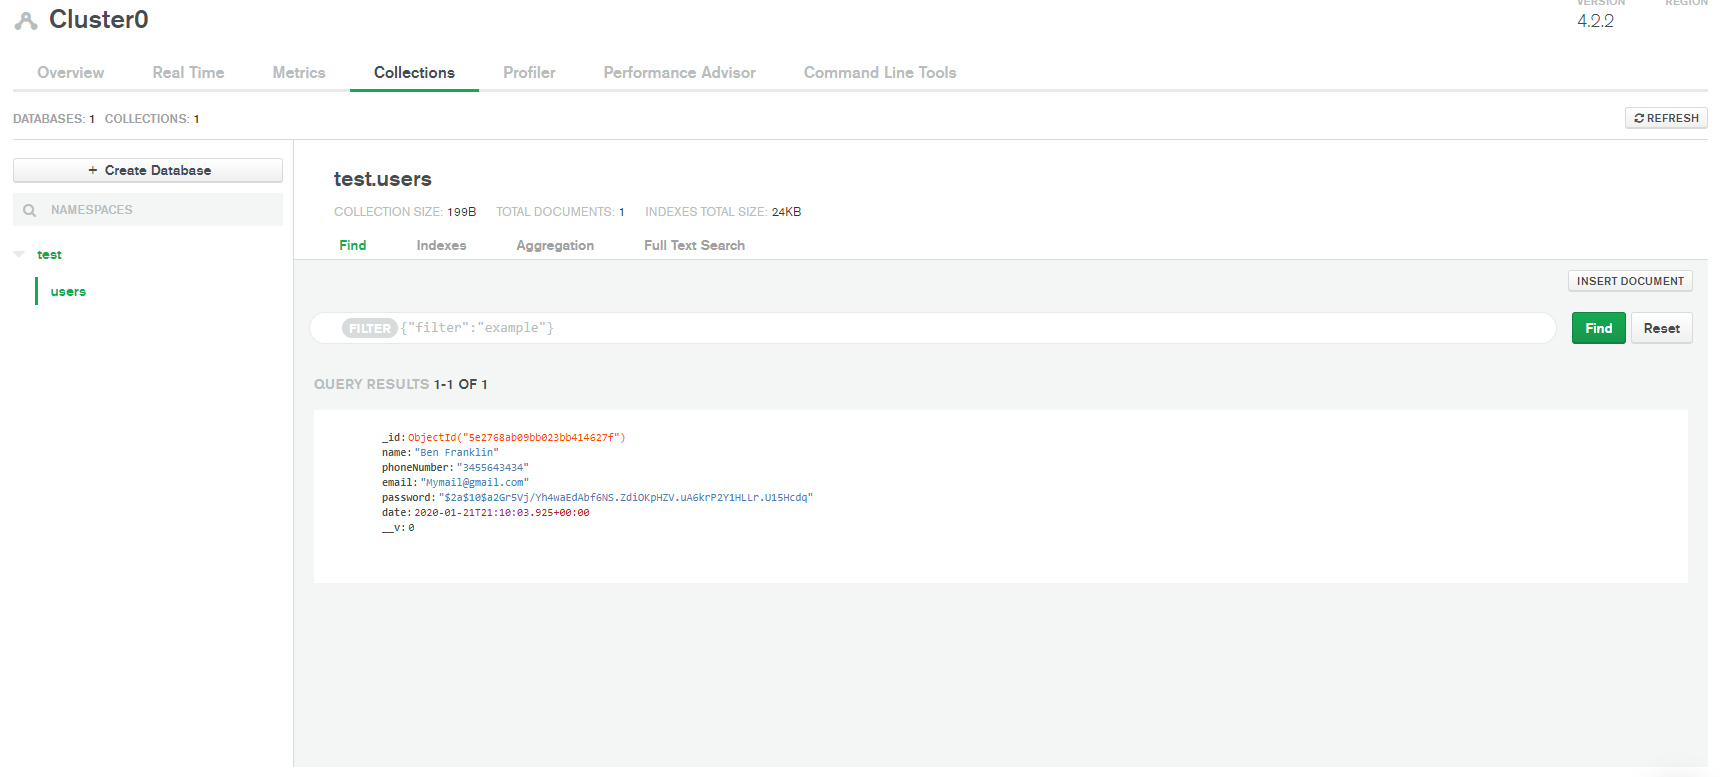 Cluster0
VERSION REGION
4.2.2
Overview Real Time Metrics Collections Profiler Performance Advisor Command Line Tools
DATABASES: 1 COLLECTIONS: 1
REFRESH
+ Create Database
NAMESPACES
test
users
test.users
COLLECTION SIZE: 199B TOTAL DOCUMENTS: 1 INDEXES TOTAL SIZE: 24KB
Find Indexes Aggregation Full Text Search
INSERT DOCUMENT
FILTER {"filter":"example"}
Find Reset
QUERY RESULTS 1-1 OF 1
_id: ObjectId("5e2768ab09bb023bb414627f")
name: "Ben Franklin"
phoneNumber: "3455643434"
email: "Mymail@gmail.com"
password: "$2a$10$a2Gr5Vj/Yh4waEdAbf6NS.ZdiOKpHZV.uA6krP2Y1HLLr.U15Hcdq"
date: 2020-01-21T21:10:03.925+00:00
__v: 0